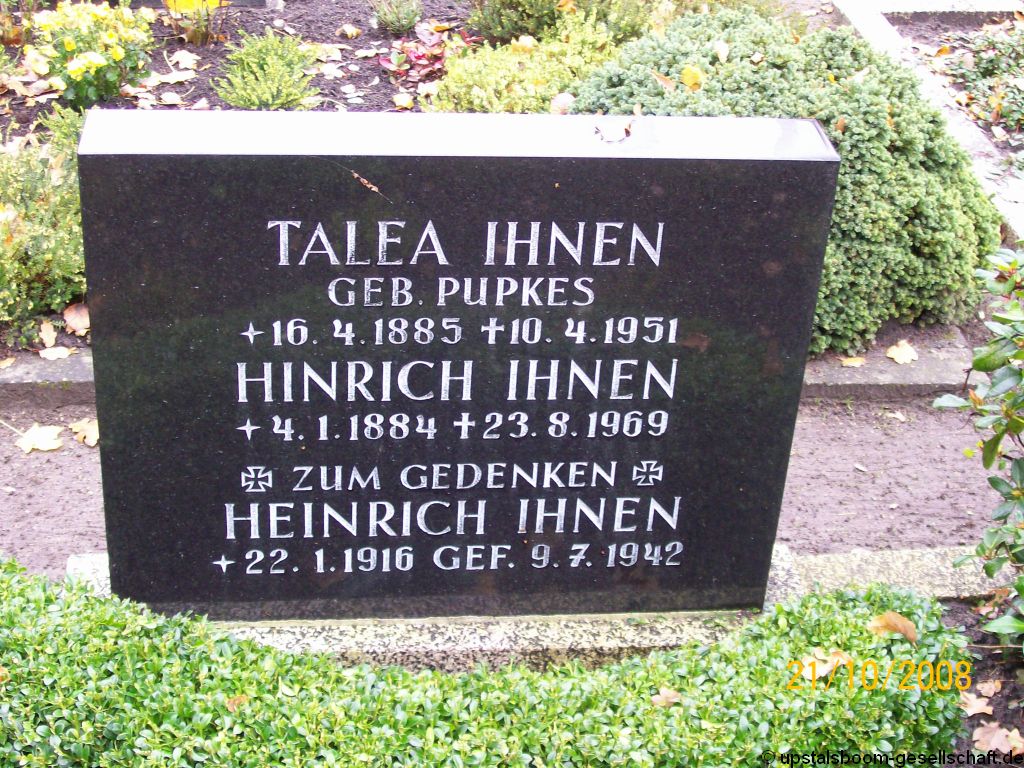 TALEA IHNEN
GEB. PUPKES
16. 4. 1885 ✝ 10. 4. 1951
HINRICH IHNEN
4. 1. 1884 ✝ 23. 8. 1969
ZUM GEDENKEN
HEINRICH IHNEN
22. 1. 1916 GEF. 9. 7. 1942
21/10/2008
© upstalsboom-gesellschaft.de